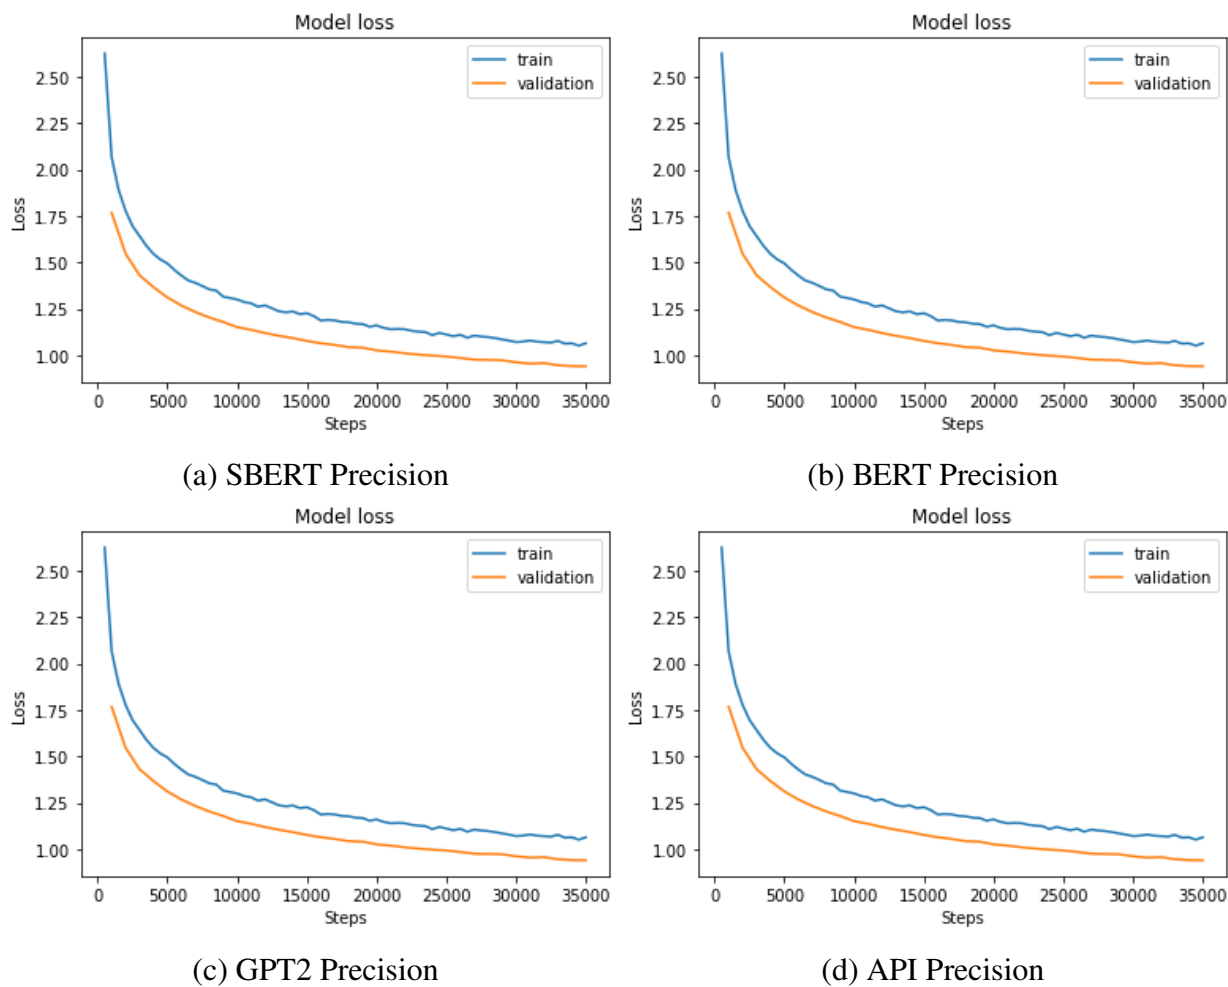 Model loss
train
validation
2.50
2.25
2.00
1.75
1.50
1.25
1.00
Loss
0 5000 10000 15000 20000 25000 30000 35000
Steps
(a) SBERT Precision
Model loss
train
validation
2.50
2.25
2.00
1.75
1.50
1.25
1.00
Loss
0 5000 10000 15000 20000 25000 30000 35000
Steps
(b) BERT Precision
Model loss
train
validation
2.50
2.25
2.00
1.75
1.50
1.25
1.00
Loss
0 5000 10000 15000 20000 25000 30000 35000
Steps
(c) GPT2 Precision
Model loss
train
validation
2.50
2.25
2.00
1.75
1.50
1.25
1.00
Loss
0 5000 10000 15000 20000 25000 30000 35000
Steps
(d) API Precision